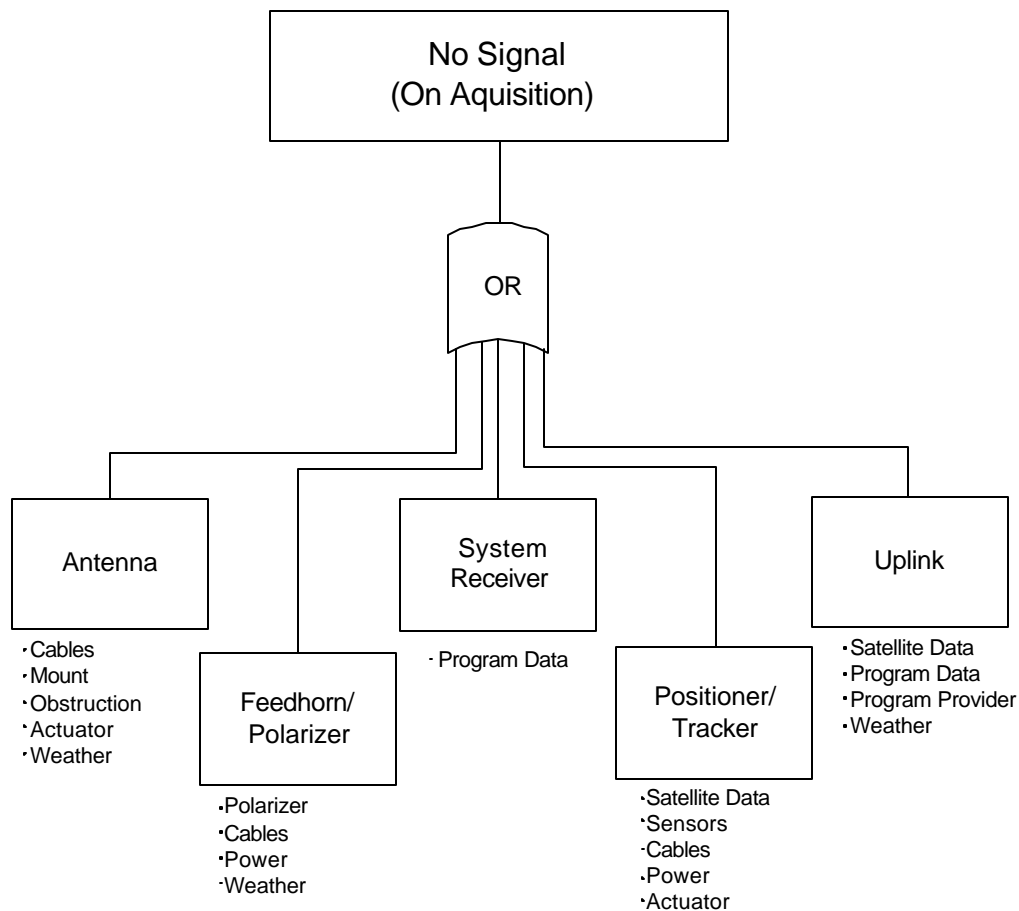 No Signal
(On Aquisition)
OR
Antenna
· Cables
· Mount
· Obstruction
· Actuator
· Weather
Feedhorn/
Polarizer
· Polarizer
· Cables
· Power
· Weather
System
Receiver
· Program Data
Positioner/
Tracker
· Satellite Data
· Sensors
· Cables
· Power
· Actuator
Uplink
· Satellite Data
· Program Data
· Program Provider
· Weather